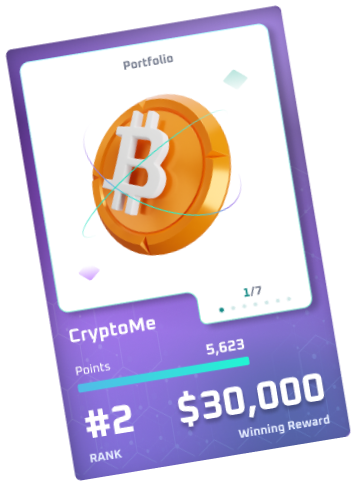 Portfolio
1/7
CryptoMe
Points 5,623
#2 $30,000
RANK Winning Reward